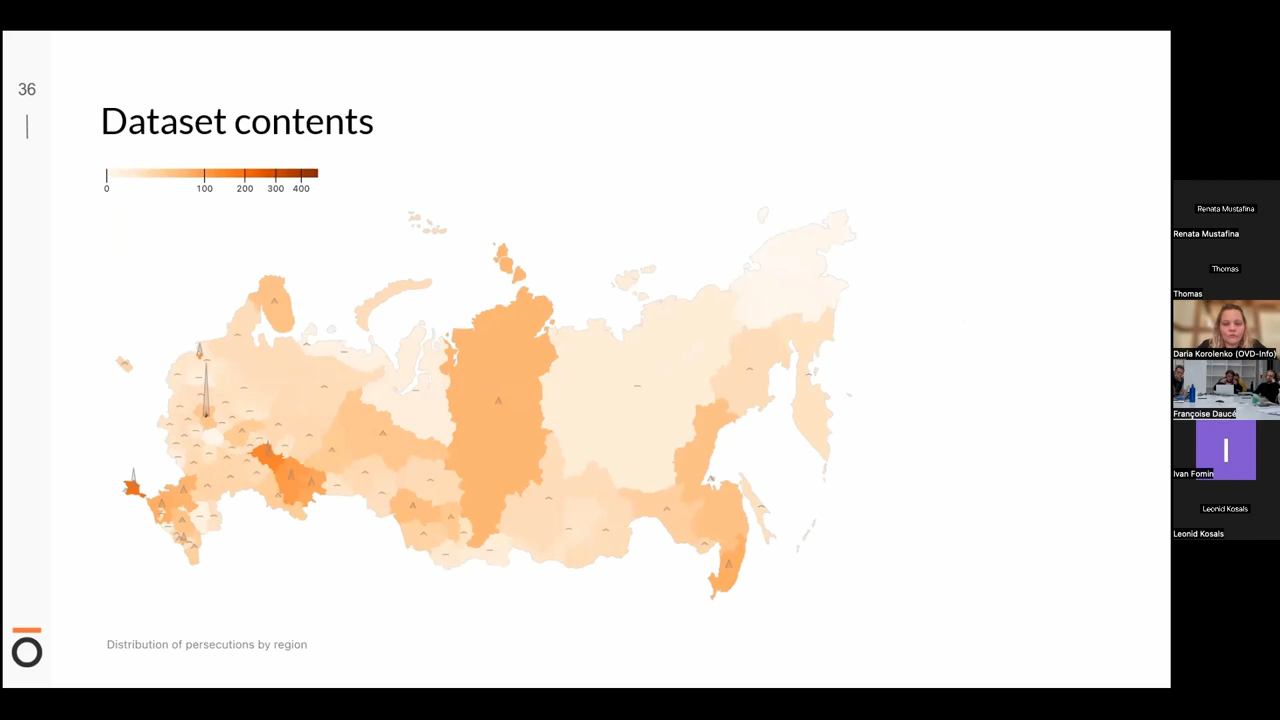 36
Dataset contents
0 100 200 300 400
Distribution of persecutions by region
Renata Mustafina
Renata Mustafina
Thomas
Thomas
Daria Korolenko (OVD-Info)
Françoise Daucé
I
Ivan Fomin
Leonid Kosals
Leonid Kosals